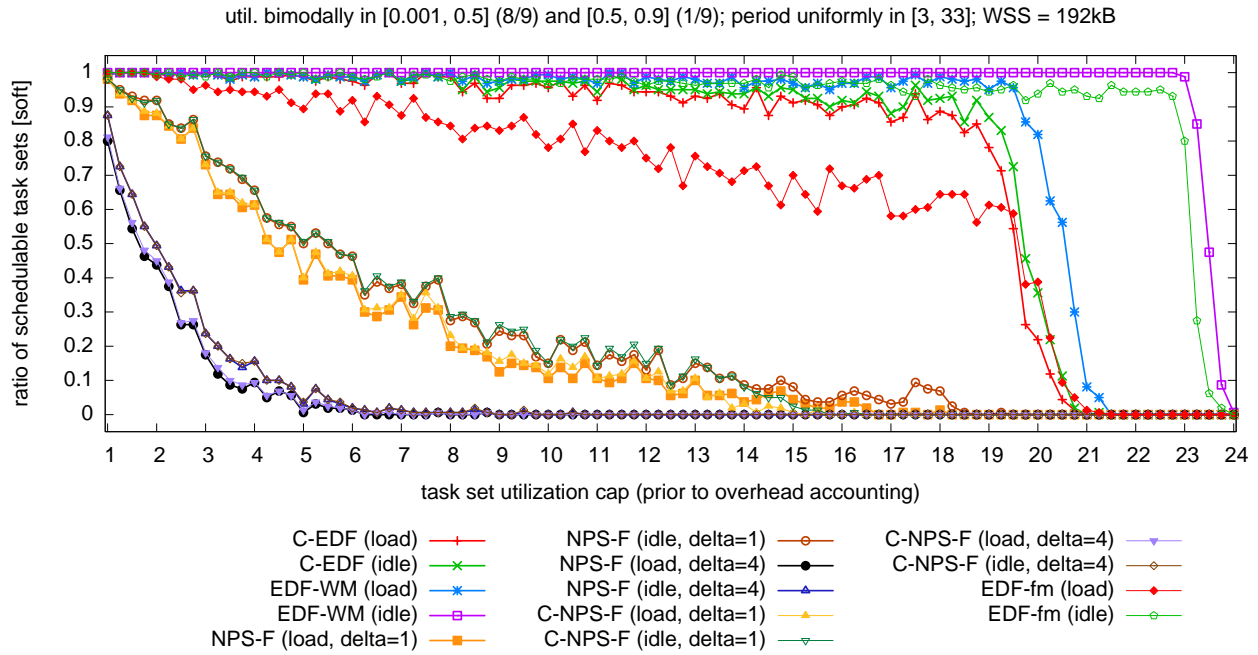 util. bimodally in [0.001, 0.5] (8/9) and [0.5, 0.9] (1/9); period uniformly in [3, 33]; WSS = 192kB
ratio of schedulable task sets [soft]
1
0.9
0.8
0.7
0.6
0.5
0.4
0.3
0.2
0.1
0
1 2 3 4 5 6 7 8 9 10 11 12 13 14 15 16 17 18 19 20 21 22 23 24
task set utilization cap (prior to overhead accounting)
C-EDF (load)
C-EDF (idle)
EDF-WM (load)
EDF-WM (idle)
NPS-F (load, delta=1)
NPS-F (idle, delta=1)
NPS-F (load, delta=4)
NPS-F (idle, delta=4)
C-NPS-F (load, delta=1)
C-NPS-F (idle, delta=1)
C-NPS-F (load, delta=4)
C-NPS-F (idle, delta=4)
EDF-fm (load)
EDF-fm (idle)